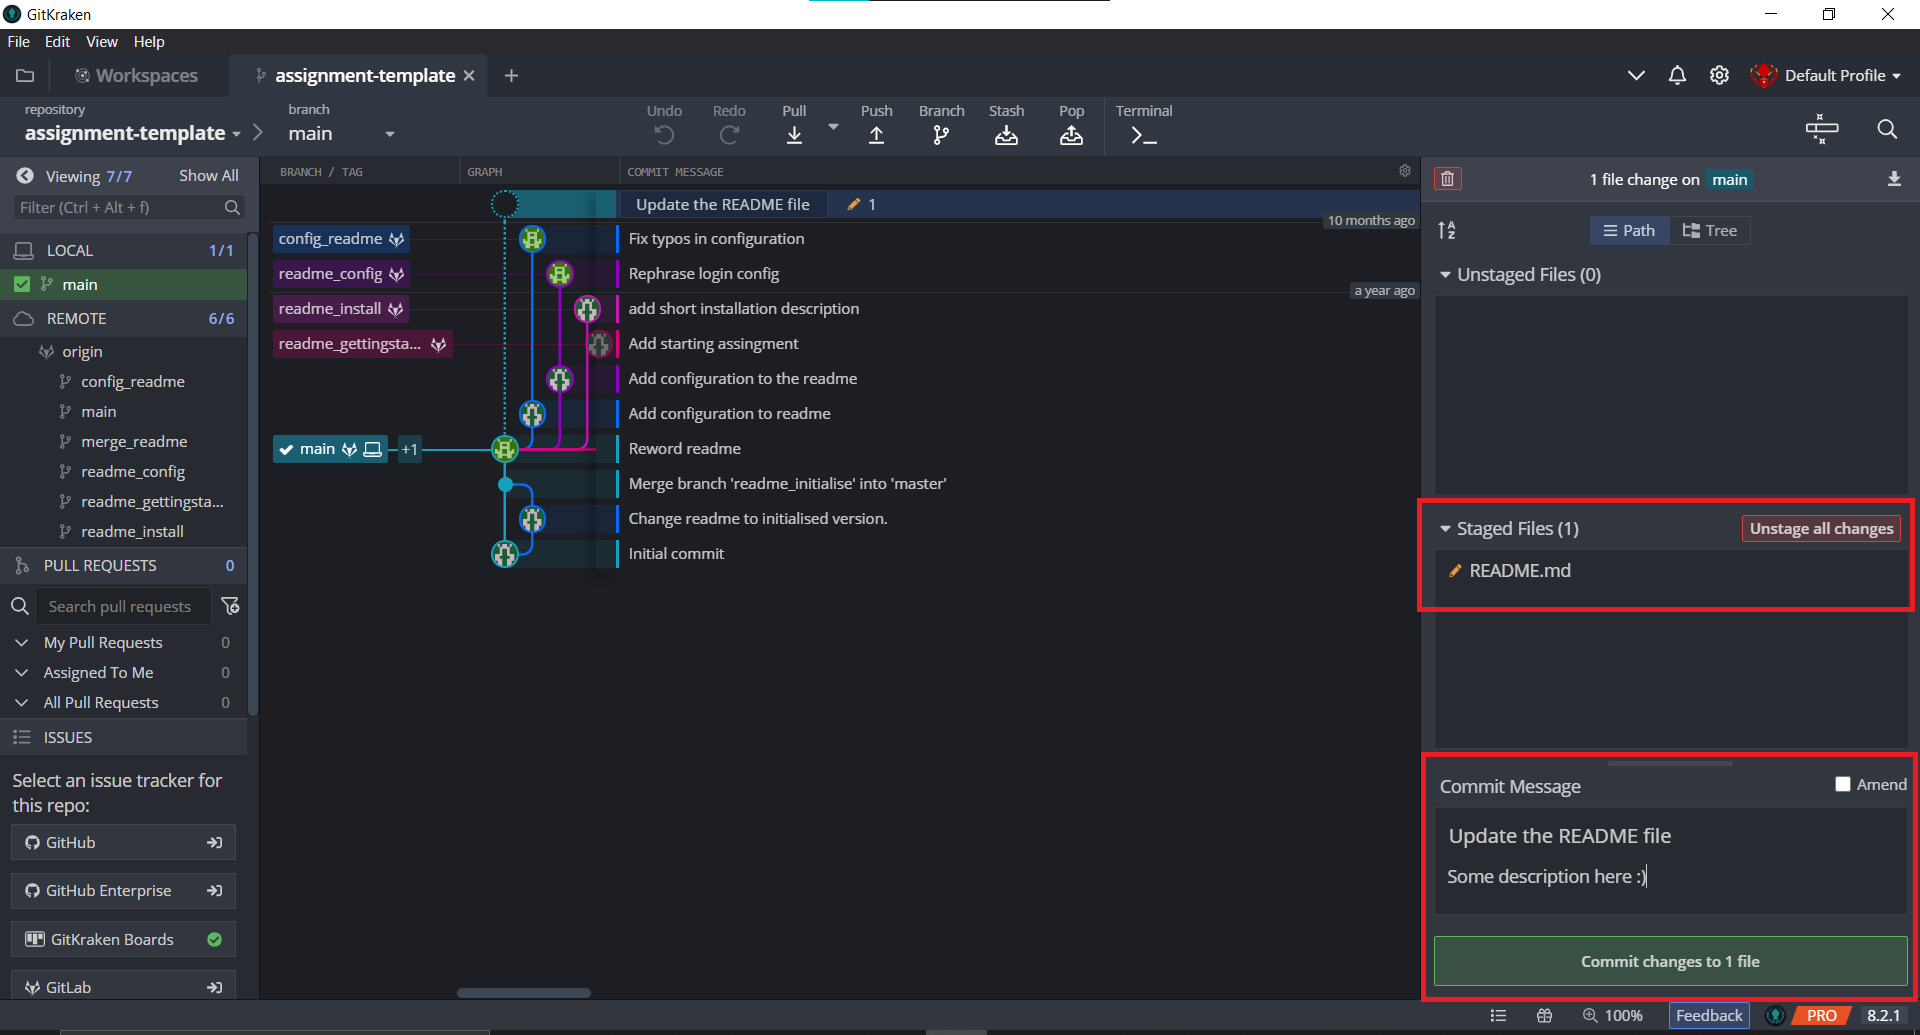 GitKraken
File Edit View Help
Workspaces
assignment-template
Default Profile
repository
assignment-template
branch
main
Undo Redo Pull Push Branch Stash Pop Terminal
Viewing 7/7 Show All
Filter (Ctrl + Alt + f)
LOCAL 1/1
main
REMOTE 6/6
origin
config_readme
main
merge_readme
readme_config
readme_gettingsta...
readme_install
PULL REQUESTS 0
Search pull requests
My Pull Requests 0
Assigned To Me 0
All Pull Requests 0
ISSUES
Select an issue tracker for
this repo:
GitHub
GitHub Enterprise
GitKraken Boards
GitLab
BRANCH / TAG GRAPH COMMIT MESSAGE
Update the README file 1
10 months ago
config_readme Fix typos in configuration
readme_config Rephrase login config
a year ago
readme_install add short installation description
readme_gettingsta... Add starting assingment
Add configuration to the readme
Add configuration to readme
main +1 Reword readme
Merge branch 'readme_initialise' into 'master'
Change readme to initialised version.
Initial commit
1 file change on main
A
Z
Path Tree
Unstaged Files (0)
Staged Files (1) Unstage all changes
README.md
Commit Message Amend
Update the README file
Some description here :)
Commit changes to 1 file
100% Feedback PRO 8.2.1